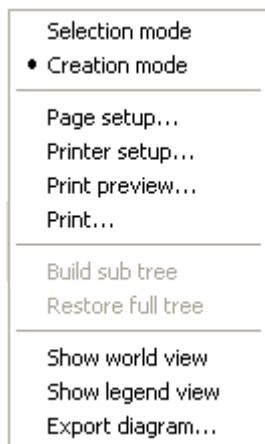 Selection mode
Creation mode
Page setup...
Printer setup...
Print preview...
Print...
Build sub tree
Restore full tree
Show world view
Show legend view
Export diagram...